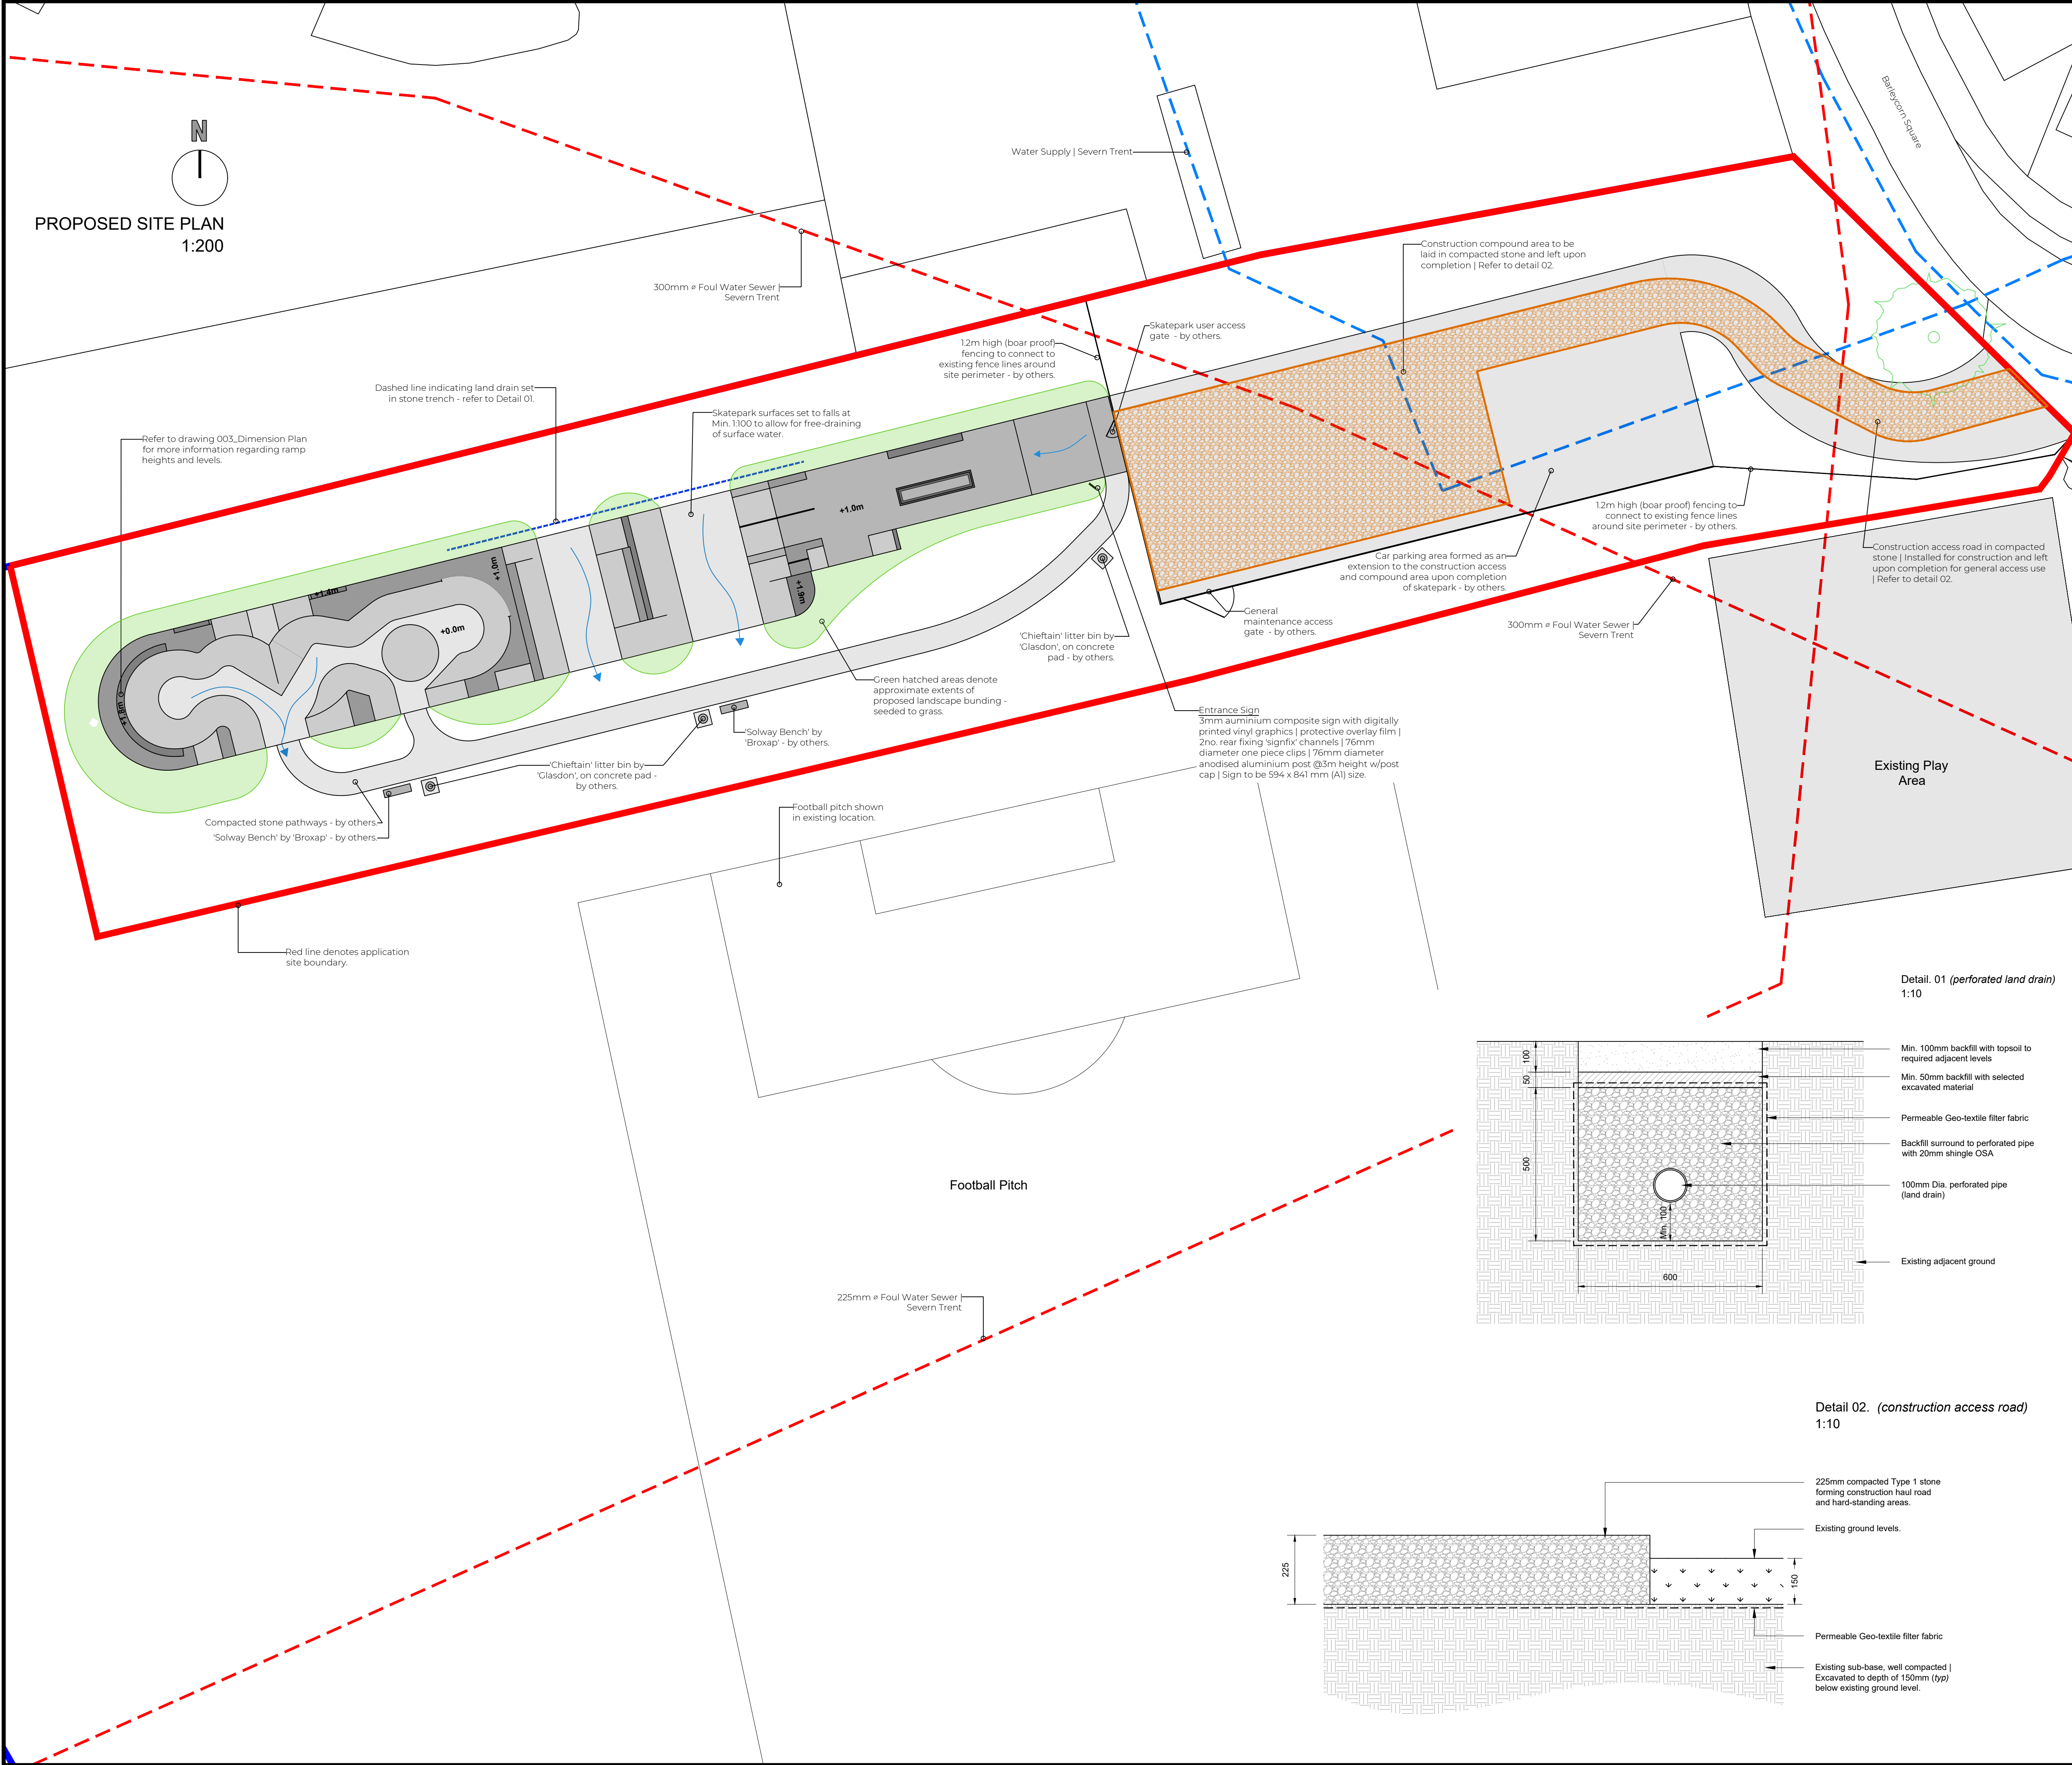 N
PROPOSED SITE PLAN
1:200
Barleycorn Square
Water Supply | Severn Trent
300mm ⌀ Foul Water Sewer |
Severn Trent
Construction compound area to be
laid in compacted stone and left upon
completion | Refer to detail 02.
Skatepark user access
gate - by others.
1.2m high (boar proof)
fencing to connect to
existing fence lines around
site perimeter - by others.
Dashed line indicating land drain set
in stone trench - refer to Detail 01.
Skatepark surfaces set to falls at
Min. 1:100 to allow for free-draining
of surface water.
Refer to drawing 003_Dimension Plan
for more information regarding ramp
heights and levels.
+1.0m
+1.0m
+1.4m
+1.9m
+0.0m
1.2m high (boar proof) fencing to
connect to existing fence lines
around site perimeter - by others.
Construction access road in compacted
stone | Installed for construction and left
upon completion for general access use
| Refer to detail 02.
Car parking area formed as an
extension to the construction access
and compound area upon completion
of skatepark - by others.
General
maintenance access
gate - by others.
300mm ⌀ Foul Water Sewer |
Severn Trent
'Chieftain' litter bin by
'Glasdon', on concrete
pad - by others.
Green hatched areas denote
approximate extents of
proposed landscape bunding -
seeded to grass.
Entrance Sign
3mm auminium composite sign with digitally
printed vinyl graphics | protective overlay film |
2no. rear fixing 'signfix' channels | 76mm
diameter one piece clips | 76mm diameter
anodised aluminium post @3m height w/post
cap | Sign to be 594 x 841 mm (A1) size.
'Solway Bench' by
'Broxap' - by others.
'Chieftain' litter bin by
'Glasdon', on concrete pad -
by others.
Existing Play
Area
Compacted stone pathways - by others.
'Solway Bench' by 'Broxap' - by others.
Football pitch shown
in existing location.
Red line denotes application
site boundary.
Football Pitch
225mm ⌀ Foul Water Sewer |
Severn Trent
Detail. 01 (perforated land drain)
1:10
100
50
500
Min. 100
600
Min. 100mm backfill with topsoil to
required adjacent levels
Min. 50mm backfill with selected
excavated material
Permeable Geo-textile filter fabric
Backfill surround to perforated pipe
with 20mm shingle OSA
100mm Dia. perforated pipe
(land drain)
Existing adjacent ground
Detail 02. (construction access road)
1:10
225mm compacted Type 1 stone
forming construction haul road
and hard-standing areas.
Existing ground levels.
225
150
Permeable Geo-textile filter fabric
Existing sub-base, well compacted |
Excavated to depth of 150mm (typ)
below existing ground level.